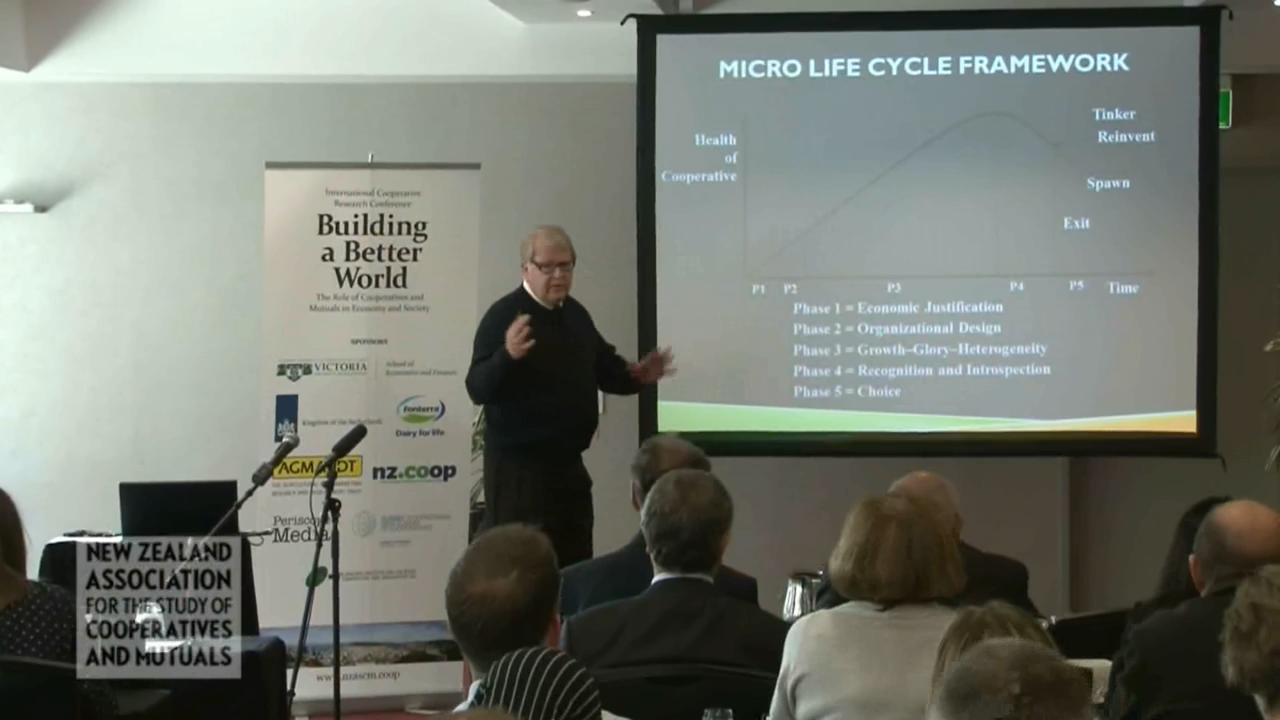 International Cooperative
Research Conference
Building
a Better
World
The Role of Cooperatives and
Mutuals in Economy and Society
SPONSORS
VICTORIA
School of
Economics and Finance
Kingdom of the Netherlands
Fonterra
Dairy for life
AGMARDT
nz.coop
Periscope
Media
www.nzascm.coop
NEW ZEALAND
ASSOCIATION
FOR THE STUDY OF
COOPERATIVES
AND MUTUALS
MICRO LIFE CYCLE FRAMEWORK
Health
of
Cooperative
Tinker
Reinvent
Spawn
Exit
P1 P2 P3 P4 P5 Time
Phase 1 = Economic Justification
Phase 2 = Organizational Design
Phase 3 = Growth–Glory–Heterogeneity
Phase 4 = Recognition and Introspection
Phase 5 = Choice